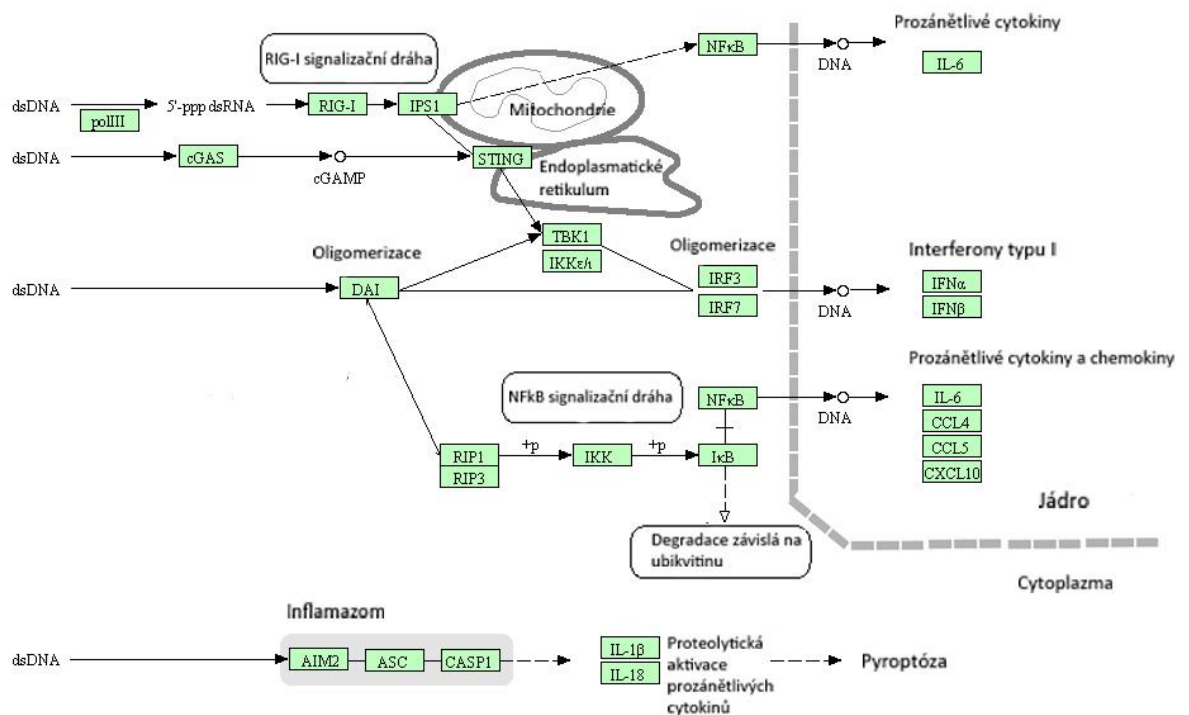 Prozánětlivé cytokiny
NFκB
DNA
IL-6
RIG-I signalizační dráha
Mitochondrie
dsDNA
polIII
5'-ppp dsRNA
RIG-I
IPS1
dsDNA
cGAS
cGAMP
STING
Endoplasmatické
retikulum
Oligomerizace
TBK1
IKKε/ι
Oligomerizace
Interferony typu I
dsDNA
DAI
IRF3
IRF7
DNA
IFNα
IFNβ
Prozánětlivé cytokiny a chemokiny
NFkB signalizační dráha
NFκB
DNA
IL-6
CCL4
CCL5
CXCL10
RIP1
RIP3
+p
IKK
+p
IκB
Jádro
Degradace závislá na
ubikvitinu
Cytoplazma
Inflamazom
dsDNA
AIM2
ASC
CASP1
IL-1β
IL-18
Proteolytická
aktivace
prozánětlivých
cytokinů
Pyroptóza